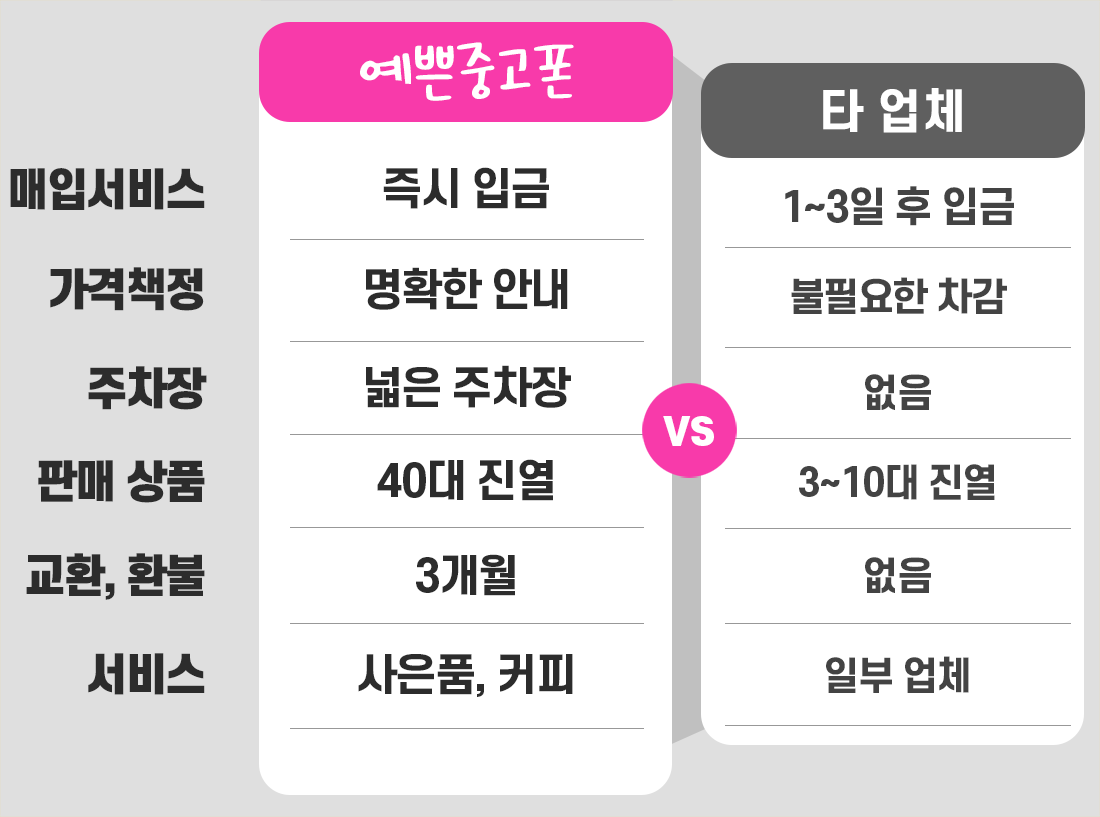 예쁜중고폰
타 업체
매입서비스 즉시 입금 1~3일 후 입금
가격책정 명확한 안내 불필요한 차감
주차장 넓은 주차장 없음
VS
판매 상품 40대 진열 3~10대 진열
교환, 환불 3개월 없음
서비스 사은품, 커피 일부 업체